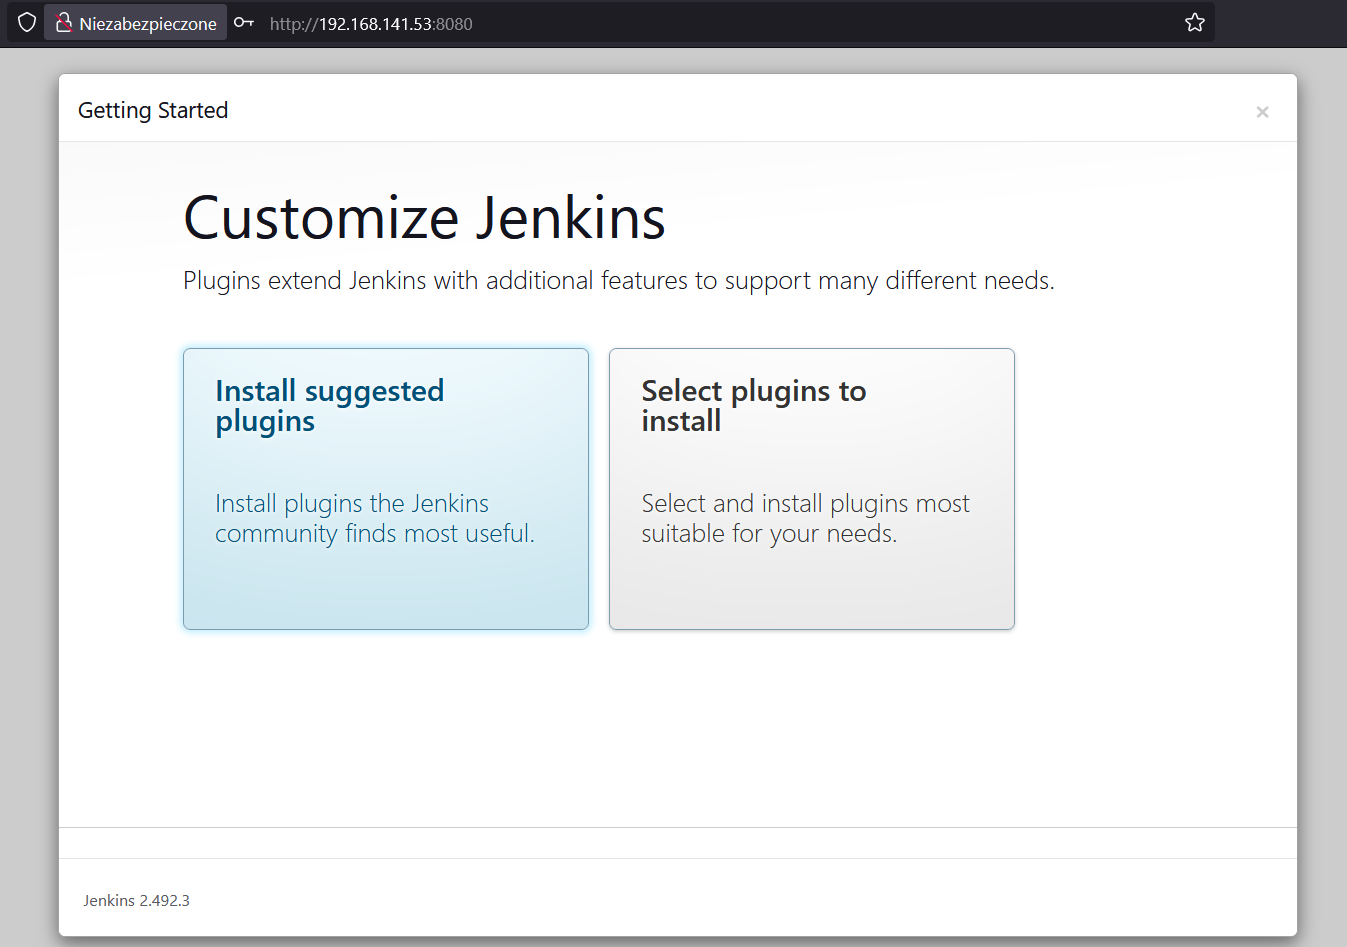 Niezabezpieczone http://192.168.141.53:8080
Getting Started ×
Customize Jenkins
Plugins extend Jenkins with additional features to support many different needs.
Install suggested
plugins
Install plugins the Jenkins
community finds most useful.
Select plugins to
install
Select and install plugins most
suitable for your needs.
Jenkins 2.492.3